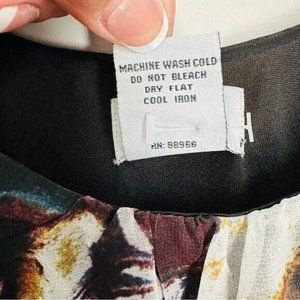 MACHINE WASH COLD
DO NOT BLEACH
DRY FLAT
COOL IRON
RN: 98966
H